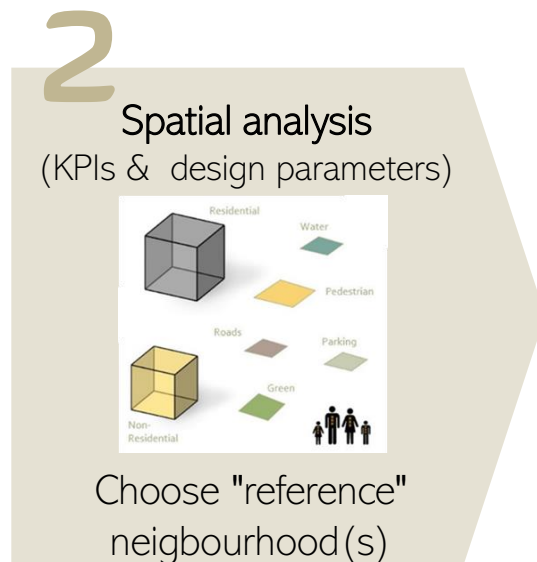 2
Spatial analysis
(KPIs & design parameters)
Residential
Water
Pedestrian
Roads
Parking
Green
Non-
Residential
Choose "reference"
neigbourhood(s)